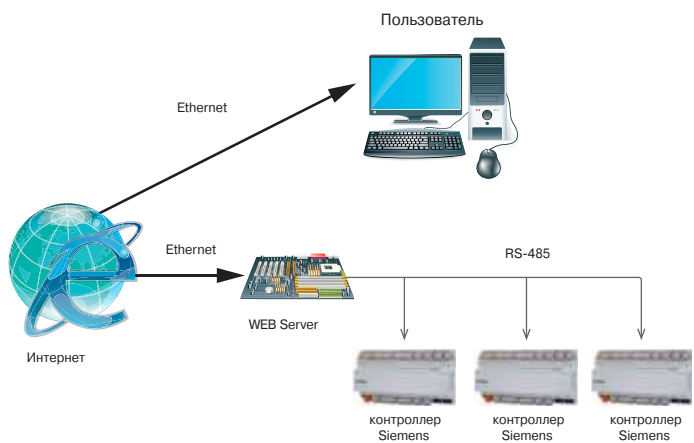 Пользователь
Ethernet
Ethernet
RS-485
WEB Server
Интернет
контроллер
Siemens
контроллер
Siemens
контроллер
Siemens